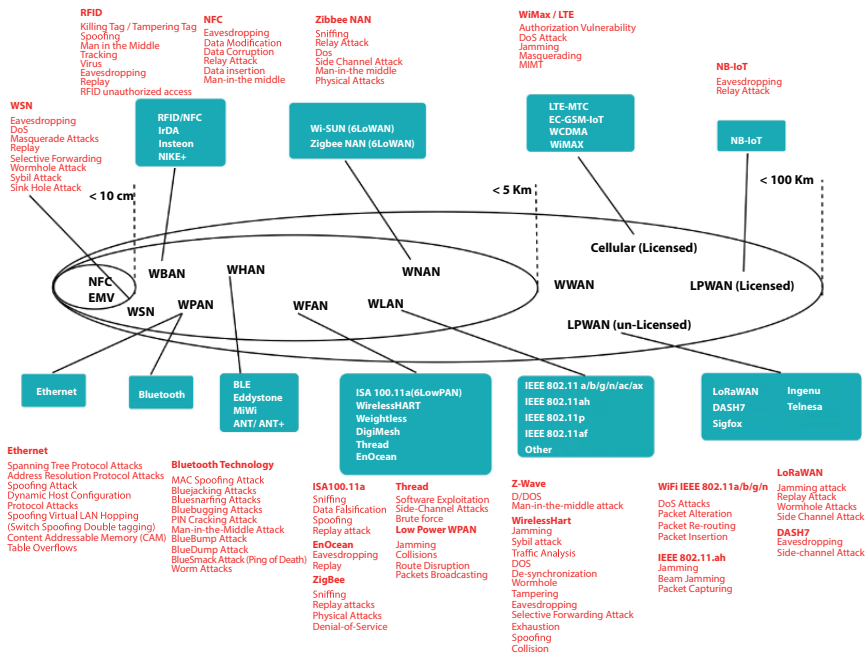 RFID
Killing Tag / Tampering Tag
Spoofing
Man in the Middle
Tracking
Virus
Eavesdropping
Replay
RFID unauthorized access
NFC
Eavesdropping
Data Modification
Data Corruption
Relay Attack
Data insertion
Man-in-the middle
Zibbee NAN
Sniffing
Relay Attack
Dos
Side Channel Attack
Man-in-the middle
Physical Attacks
WiMax / LTE
Authorization Vulnerability
DoS Attack
Jamming
Masquerading
MIMT
NB-IoT
Eavesdropping
Relay Attack
WSN
Eavesdropping
DoS
Masquerade Attacks
Replay
Selective Forwarding
Wormhole Attack
Sybil Attack
Sink Hole Attack
RFID/NFC
IrDA
Insteon
NIKE+
Wi-SUN (6LoWAN)
Zigbee NAN (6LoWAN)
LTE-MTC
EC-GSM-IoT
WCDMA
WiMAX
NB-IoT
< 10 cm
< 5 Km
< 100 Km
NFC
EMV
WBAN
WHAN
WNAN
Cellular (Licensed)
WWAN
LPWAN (Licensed)
WSN
WPAN
WFAN
WLAN
LPWAN (un-Licensed)
Ethernet
Bluetooth
BLE
Eddystone
MiWi
ANT/ ANT+
ISA 100.11a(6LowPAN)
WirelessHART
Weightless
DigiMesh
Thread
EnOcean
IEEE 802.11 a/b/g/n/ac/ax
IEEE 802.11ah
IEEE 802.11p
IEEE 802.11af
Other
LoRaWAN
DASH7
Sigfox
Ingenu
Telnesa
Ethernet
Spanning Tree Protocol Attacks
Address Resolution Protocol Attacks
Spoofing Attack
Dynamic Host Configuration
Protocol Attacks
Spoofing Virtual LAN Hopping
(Switch Spoofing Double tagging)
Content Addressable Memory (CAM)
Table Overflows
Bluetooth Technology
MAC Spoofing Attack
Bluejacking Attacks
Bluesnarfing Attacks
Bluebugging Attacks
PIN Cracking Attack
Man-in-the-Middle Attack
BlueBump Attack
BlueDump Attack
BlueSmack Attack (Ping of Death)
Worm Attacks
ISA100.11a
Sniffing
Data Falsification
Spoofing
Replay attack
EnOcean
Eavesdropping
Replay
ZigBee
Sniffing
Replay attacks
Physical Attacks
Denial-of-Service
Thread
Software Exploitation
Side-Channel Attacks
Brute force
Low Power WPAN
Jamming
Collisions
Route Disruption
Packets Broadcasting
Z-Wave
D/DOS
Man-in-the-middle attack
WirelessHart
Jamming
Sybil attack
Traffic Analysis
DOS
De-synchronization
Wormhole
Tampering
Eavesdropping
Selective Forwarding Attack
Exhaustion
Spoofing
Collision
WiFi IEEE 802.11a/b/g/n
DoS Attacks
Packet Alteration
Packet Re-routing
Packet Insertion
IEEE 802.11.ah
Jamming
Beam Jamming
Packet Capturing
LoRaWAN
Jamming attack
Replay Attack
Wormhole Attacks
Side Channel Attack
DASH7
Eavesdropping
Side-channel Attack